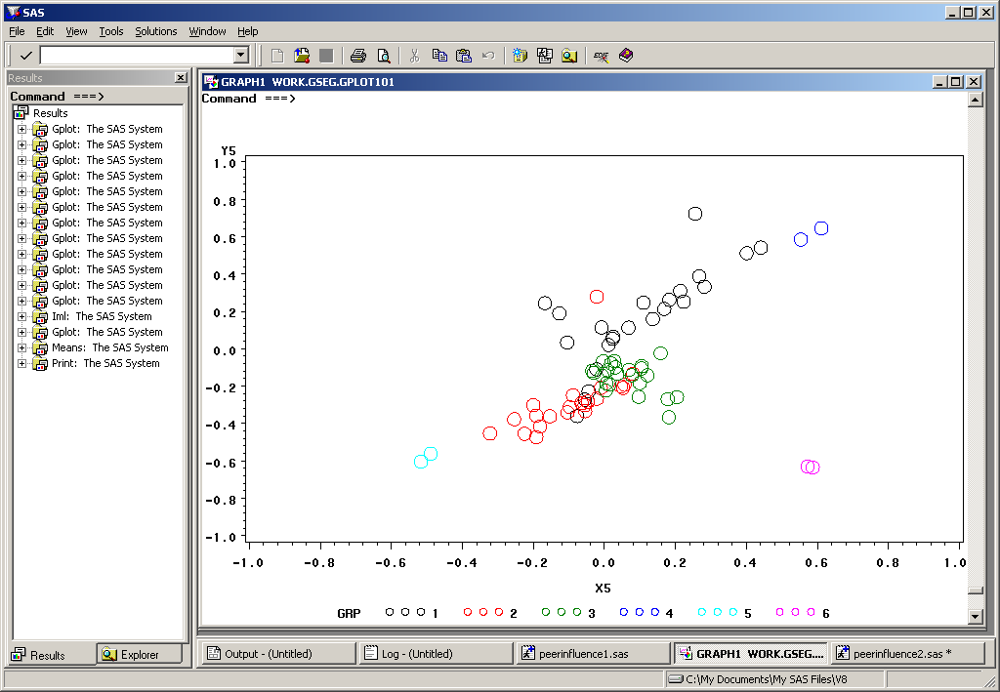 SAS
File Edit View Tools Solutions Window Help
Results
Command ===>
Results
Gplot: The SAS System
Gplot: The SAS System
Gplot: The SAS System
Gplot: The SAS System
Gplot: The SAS System
Gplot: The SAS System
Gplot: The SAS System
Gplot: The SAS System
Gplot: The SAS System
Gplot: The SAS System
Gplot: The SAS System
Gplot: The SAS System
Iml: The SAS System
Gplot: The SAS System
Means: The SAS System
Print: The SAS System
Results Explorer
GRAPH1 WORK.GSEG.GPLOT101
Command ===>
Y5
1.0
0.8
0.6
0.4
0.2
0.0
-0.2
-0.4
-0.6
-0.8
-1.0
-1.0 -0.8 -0.6 -0.4 -0.2 0.0 0.2 0.4 0.6 0.8 1.0
X5
GRP 1 2 3 4 5 6
Output - (Untitled) Log - (Untitled) peerinfluence1.sas GRAPH1 WORK.GSEG.... peerinfluence2.sas *
C:\My Documents\My SAS Files\V8